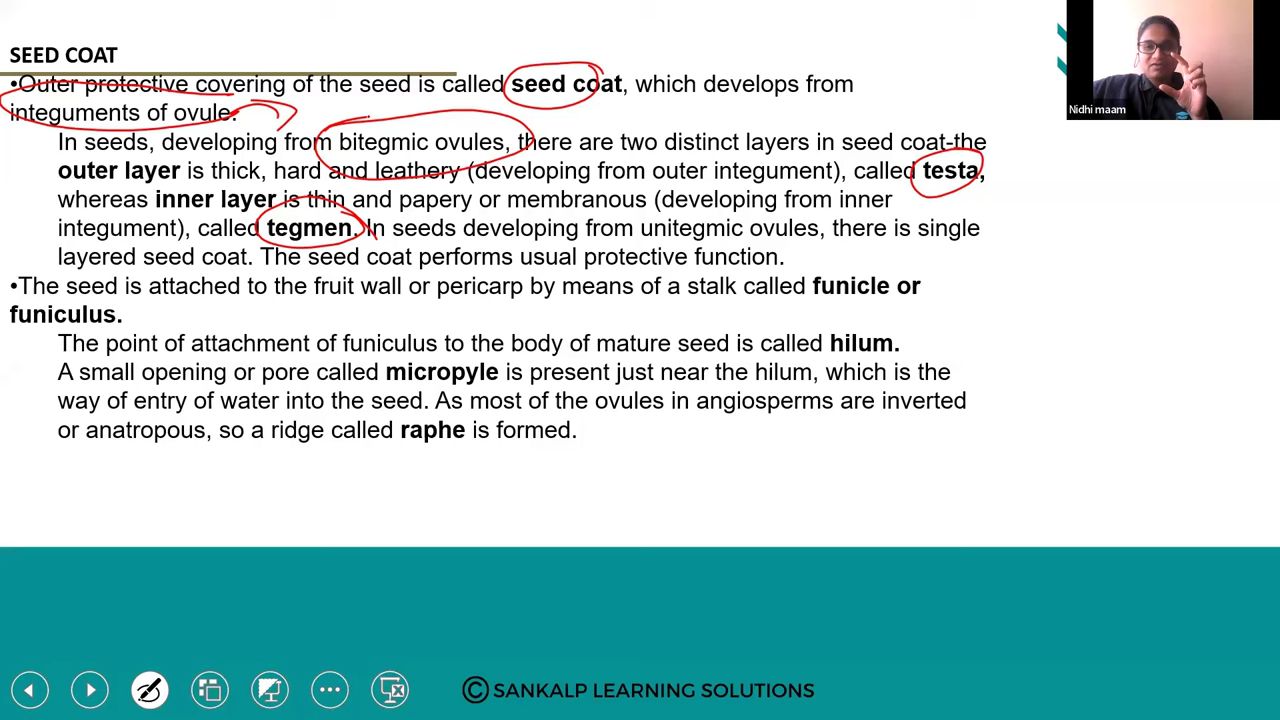 SEED COAT
•Outer protective covering of the seed is called seed coat, which develops from
integuments of ovule.
In seeds, developing from bitegmic ovules, there are two distinct layers in seed coat-the
outer layer is thick, hard and leathery (developing from outer integument), called testa,
whereas inner layer is thin and papery or membranous (developing from inner
integument), called tegmen. In seeds developing from unitegmic ovules, there is single
layered seed coat. The seed coat performs usual protective function.
•The seed is attached to the fruit wall or pericarp by means of a stalk called funicle or
funiculus.
The point of attachment of funiculus to the body of mature seed is called hilum.
A small opening or pore called micropyle is present just near the hilum, which is the
way of entry of water into the seed. As most of the ovules in angiosperms are inverted
or anatropous, so a ridge called raphe is formed.
Nidhi maam
© SANKALP LEARNING SOLUTIONS